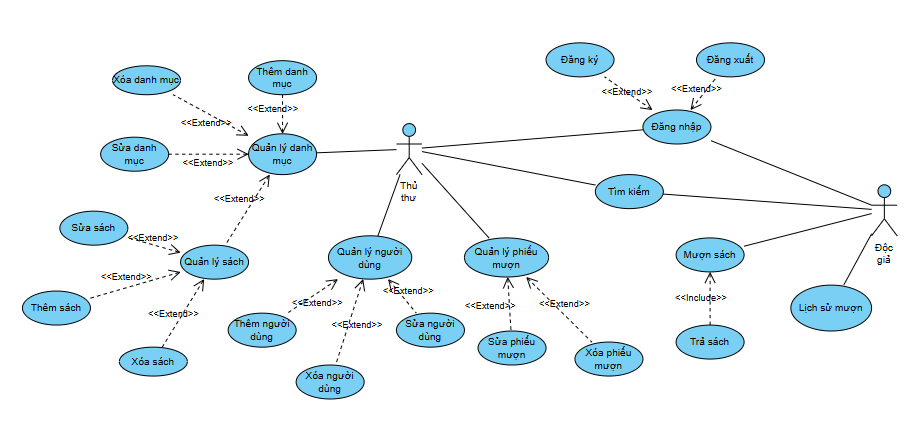 Đăng ký
Đăng xuất
Xóa danh mục
Thêm danh
mục
<<Extend>>
<<Extend>>
<<Extend>>
<<Extend>>
Đăng nhập
Sửa danh
mục
<<Extend>>
Quản lý danh
mục
Thủ
thư
Tìm kiếm
<<Extend>>
Sửa sách
<<Extend>>
Quản lý sách
Quản lý người
dùng
Quản lý phiếu
mượn
Mượn sách
Độc
giả
<<Extend>>
Thêm sách
<<Extend>>
<<Extend>>
<<Extend>>
<<Extend>>
<<Extend>>
<<Extend>>
<<Include>>
Lịch sử mượn
Thêm người
dùng
<<Extend>>
Sửa người
dùng
Sửa phiếu
mượn
Trả sách
Xóa sách
Xóa phiếu
mượn
Xóa người
dùng